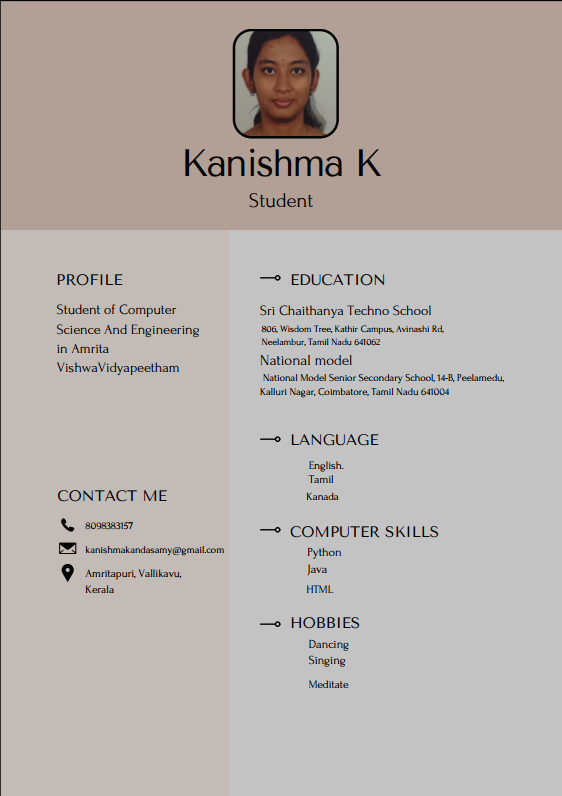 Kanishma K
Student
PROFILE
Student of Computer
Science And Engineering
in Amrita
VishwaVidyapeetham
CONTACT ME
8098383157
kanishmakandasamy@gmail.com
Amritapuri, Vallikavu,
Kerala
EDUCATION
Sri Chaithanya Techno School
806, Wisdom Tree, Kathir Campus, Avinashi Rd,
Neelambur, Tamil Nadu 641062
National model
National Model Senior Secondary School, 14-B, Peelamedu,
Kalluri Nagar, Coimbatore, Tamil Nadu 641004
LANGUAGE
English.
Tamil
Kanada
COMPUTER SKILLS
Python
Java
HTML
HOBBIES
Dancing
Singing
Meditate